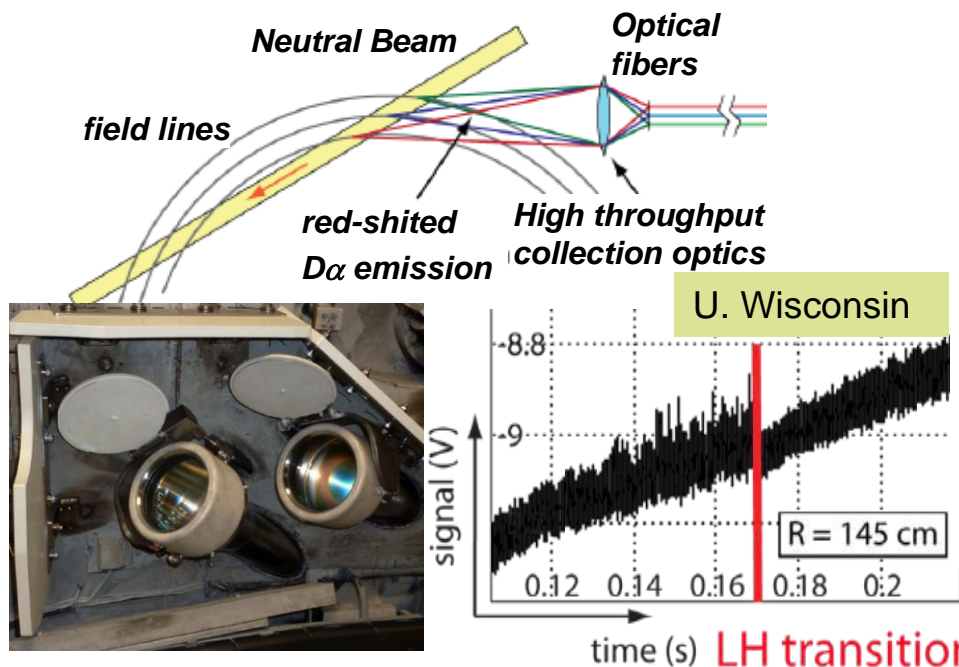 Neutral Beam
Optical
fibers
field lines
red-shited
Dα emission
High throughput
collection optics
U. Wisconsin
-8.8
-9
signal (V)
R = 145 cm
0.12
0.14
0.16
0.18
0.2
time (s)
LH transition